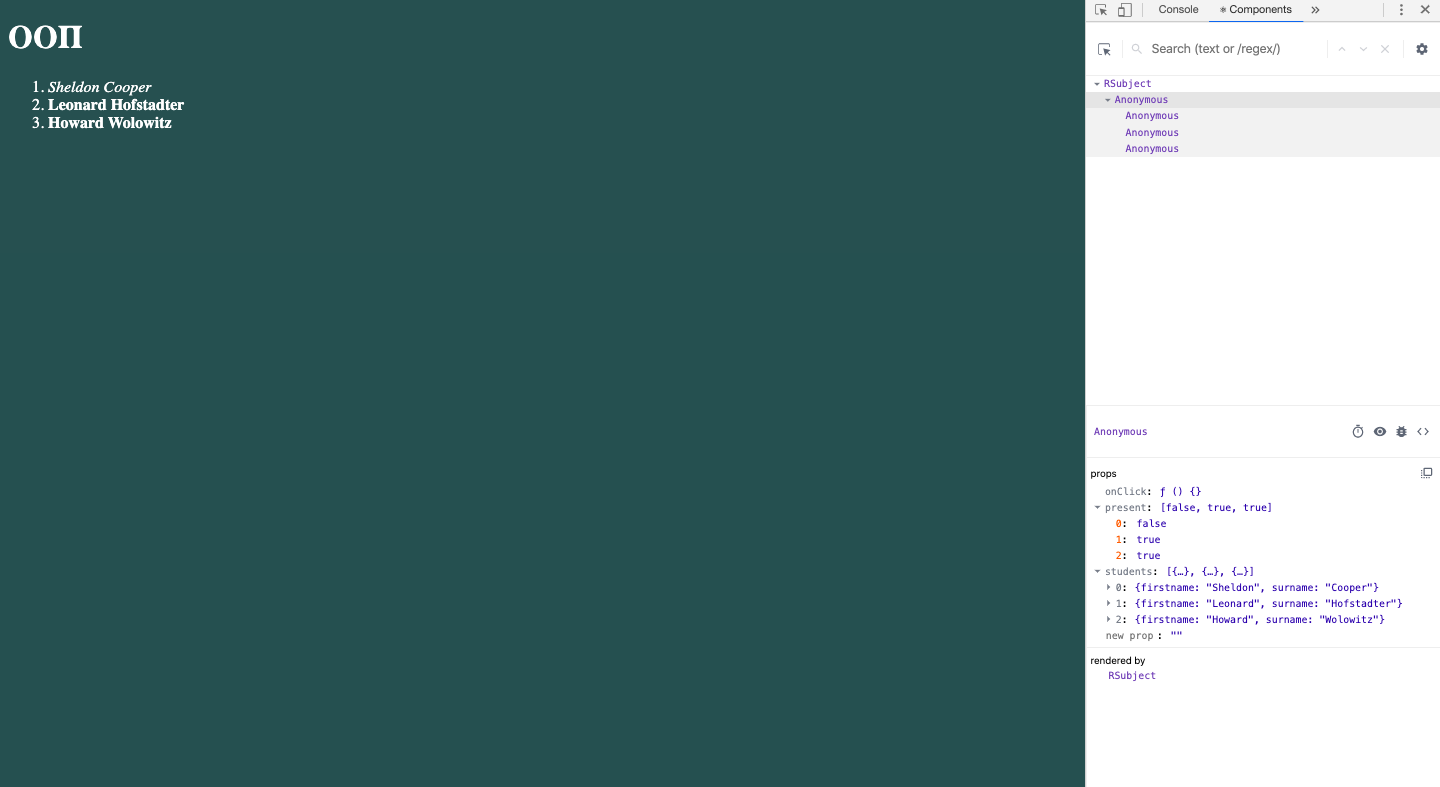 ООП
1. Sheldon Cooper
2. Leonard Hofstadter
3. Howard Wolowitz
Console
Components
Search (text or /regex/)
RSubject
Anonymous
Anonymous
Anonymous
Anonymous
Anonymous
props
onClick: ƒ () {}
present: [false, true, true]
0: false
1: true
2: true
students: [{…}, {…}, {…}]
0: {firstname: "Sheldon", surname: "Cooper"}
1: {firstname: "Leonard", surname: "Hofstadter"}
2: {firstname: "Howard", surname: "Wolowitz"}
new prop : ""
rendered by
RSubject